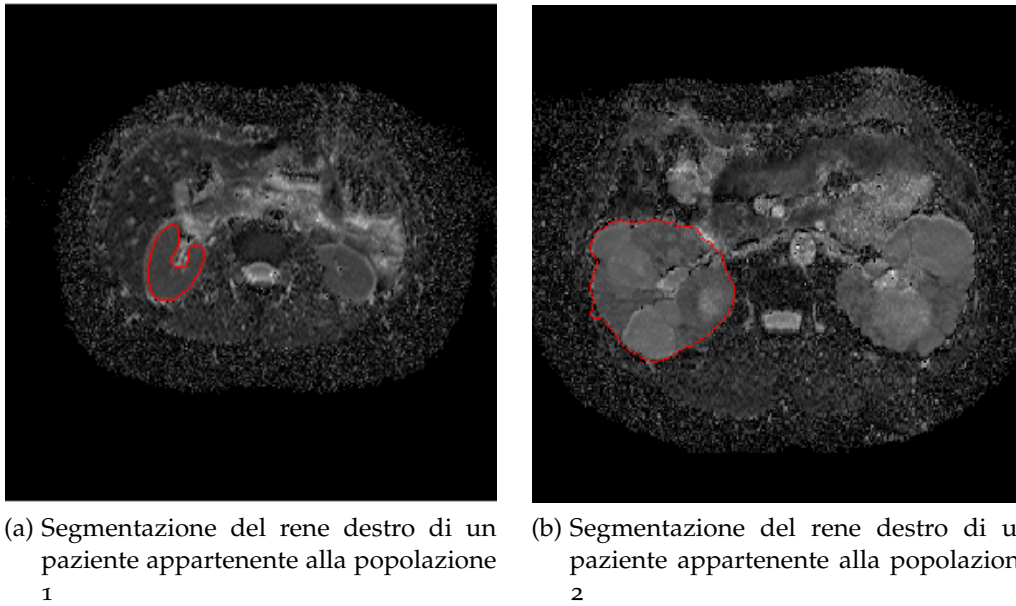 (a) Segmentazione del rene destro di un
paziente appartenente alla popolazione
1
(b) Segmentazione del rene destro di u
paziente appartenente alla popolazion
2